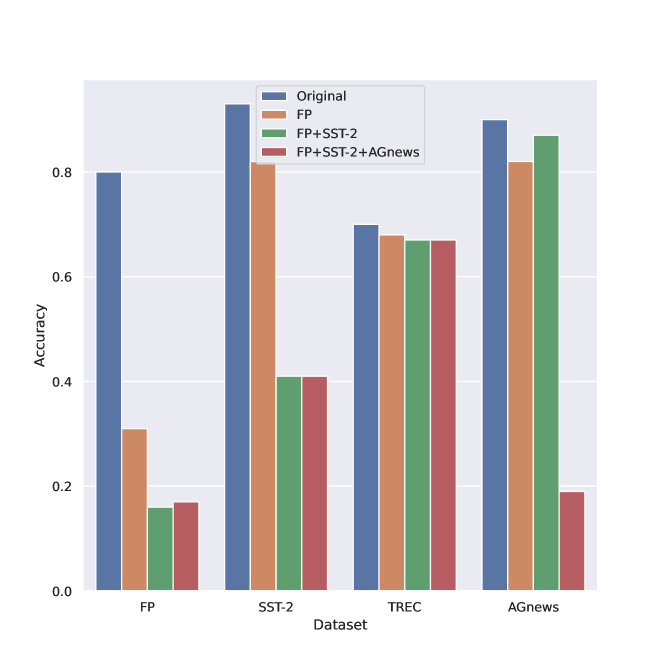 Original
FP
FP+SST-2
FP+SST-2+AGnews
0.8
0.6
0.4
0.2
0.0
Accuracy
FP SST-2 TREC AGnews
Dataset